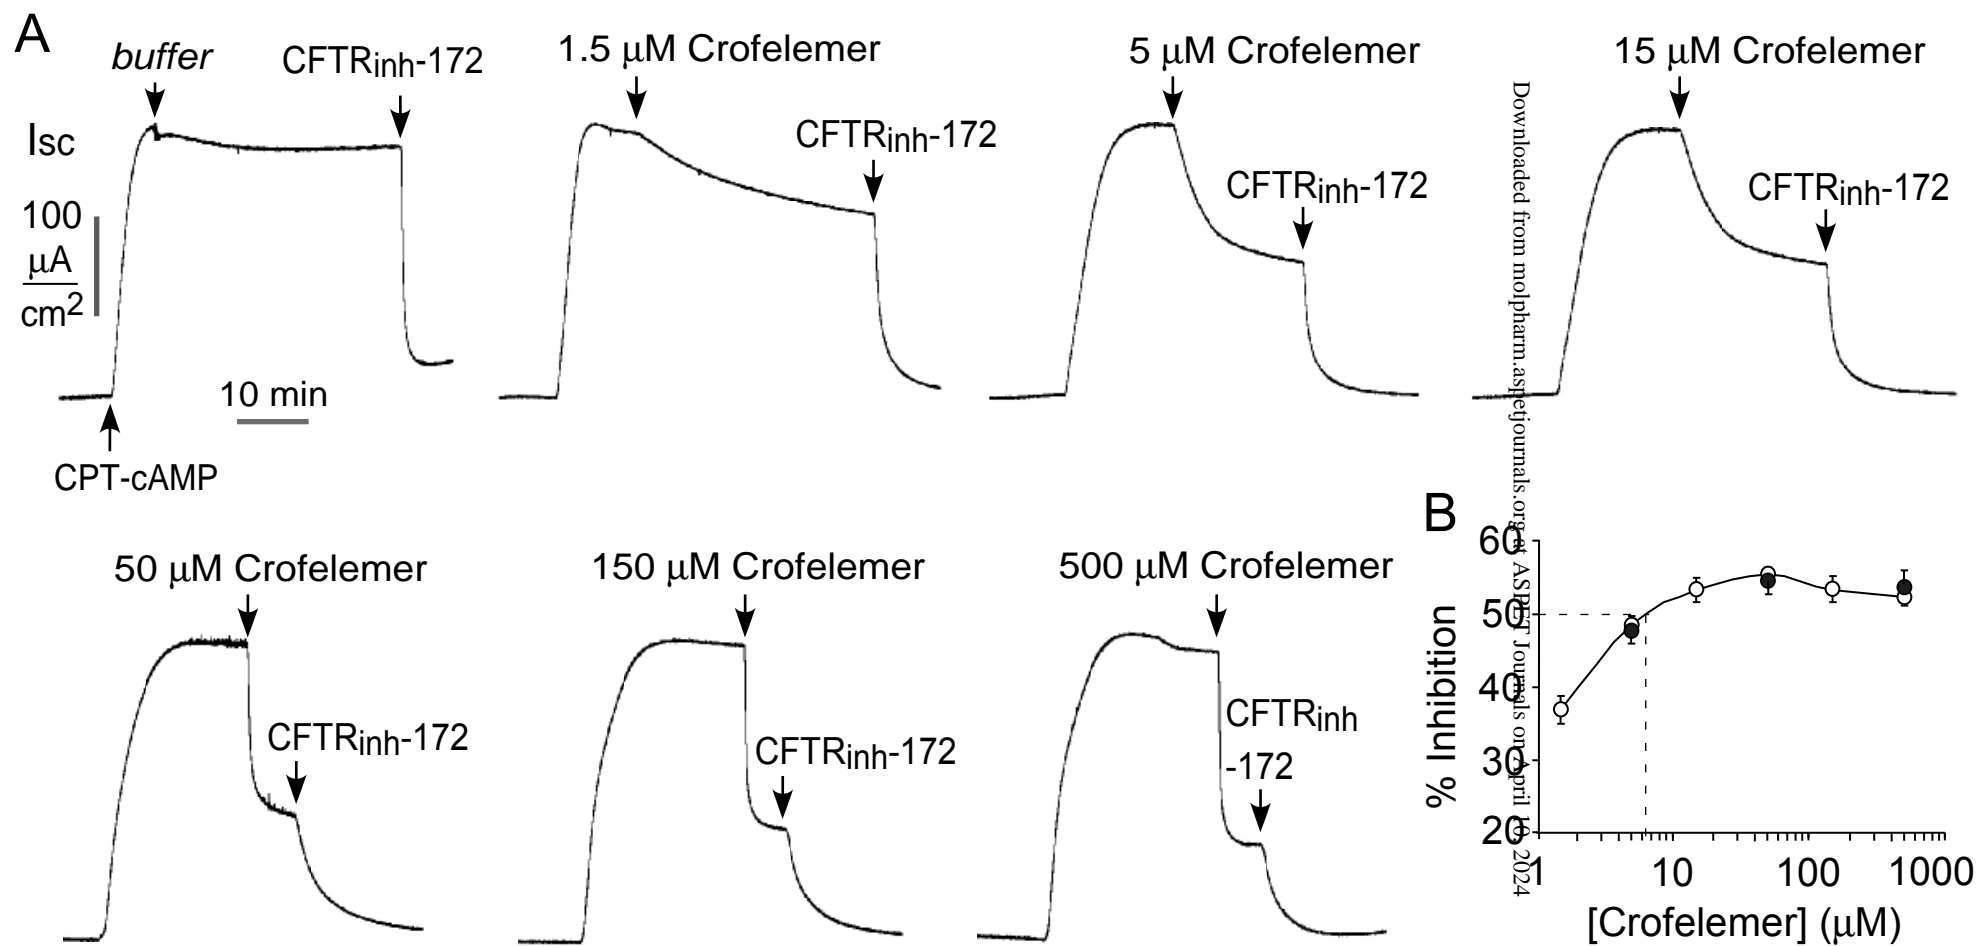 A
buffer
CFTRinh-172
1.5 μM Crofelemer
CFTRinh-172
5 μM Crofelemer
CFTRinh-172
15 μM Crofelemer
CFTRinh-172
Isc
100
μA
cm2
10 min
CPT-cAMP
50 μM Crofelemer
CFTRinh-172
150 μM Crofelemer
CFTRinh-172
500 μM Crofelemer
CFTRinh
-172
B
% Inhibition
60
50
40
30
20
1
10
100
1000
[Crofelemer] (μM)
Downloaded from molpharm.aspetjournals.org at ASPET Journals on April 10, 2024